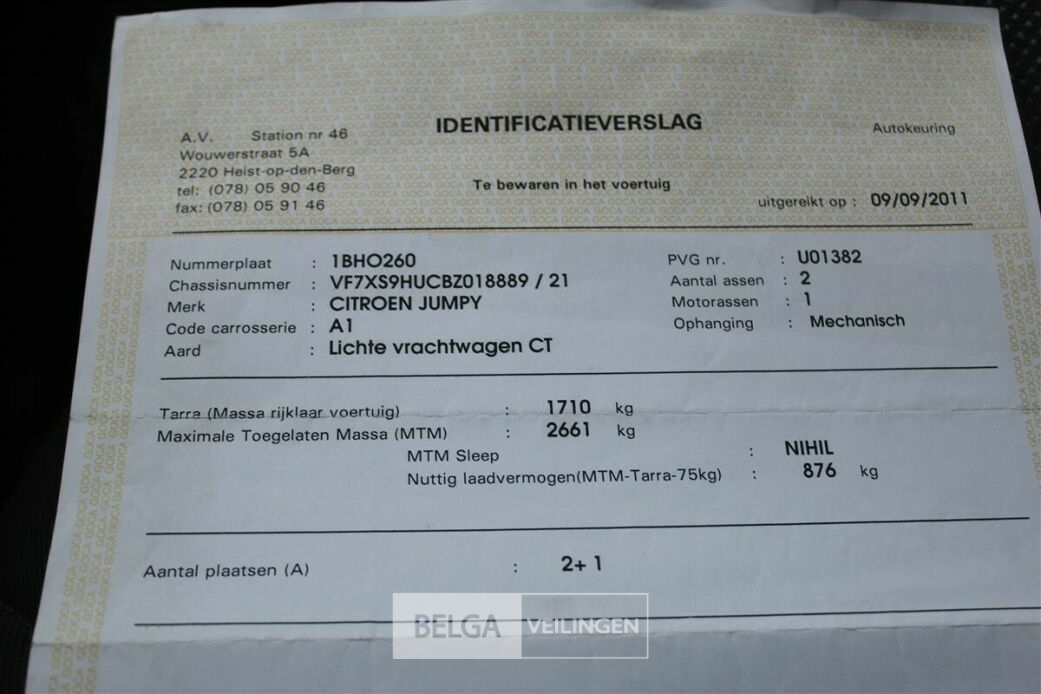 IDENTIFICATIEVERSLAG
Autokeuring
A.V. Station nr 46
Wouwerstraat 5A
2220 Heist-op-den-Berg
tel: (078) 05 90 46
fax: (078) 05 91 46
Te bewaren in het voertuig
uitgereikt op : 09/09/2011
Nummerplaat : 1BHO260
Chassisnummer : VF7XS9HUCBZ018889 / 21
Merk : CITROEN JUMPY
Code carrosserie : A1
Aard : Lichte vrachtwagen CT
PVG nr. : U01382
Aantal assen : 2
Motorassen : 1
Ophanging : Mechanisch
Tarra (Massa rijklaar voertuig) : 1710 kg
Maximale Toegelaten Massa (MTM) : 2661 kg
MTM Sleep : NIHIL
Nuttig laadvermogen(MTM-Tarra-75kg) : 876 kg
Aantal plaatsen (A) : 2+ 1
BELGA VEILINGEN